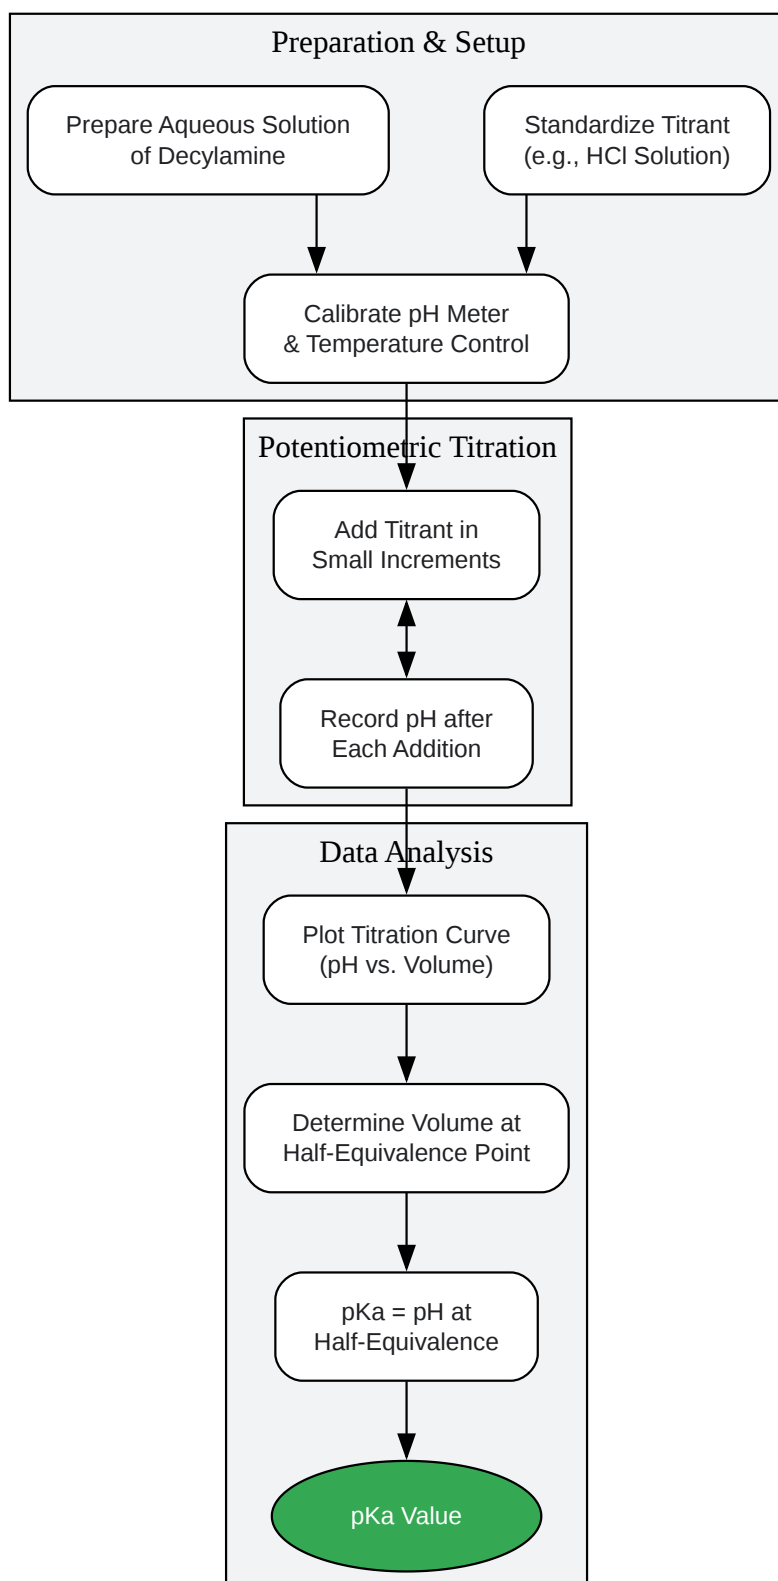 Preparation & Setup
Prepare Aqueous Solution
of Decylamine
Standardize Titrant
(e.g., HCl Solution)
Calibrate pH Meter
& Temperature Control
Potentiometric Titration
Add Titrant in
Small Increments
Record pH after
Each Addition
Data Analysis
Plot Titration Curve
(pH vs. Volume)
Determine Volume at
Half-Equivalence Point
pKa = pH at
Half-Equivalence
pKa Value